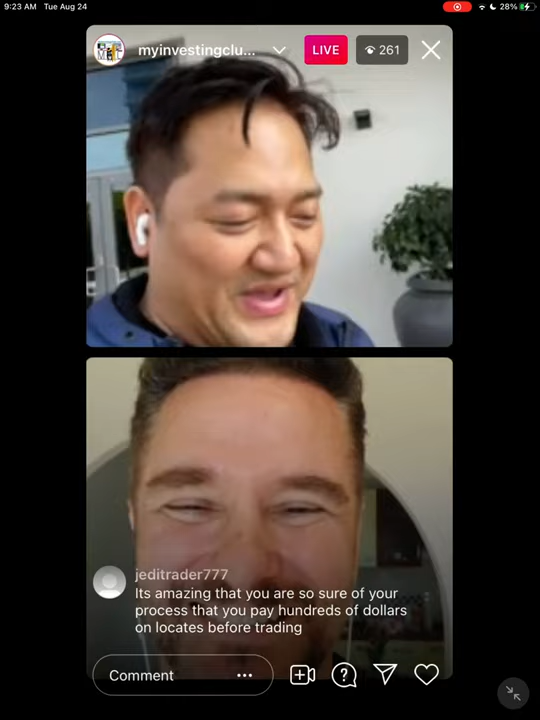 9:23 AM Tue Aug 24
28%
myinvestingclu...
LIVE
261
jeditrader777
Its amazing that you are so sure of your
process that you pay hundreds of dollars
on locates before trading
Comment